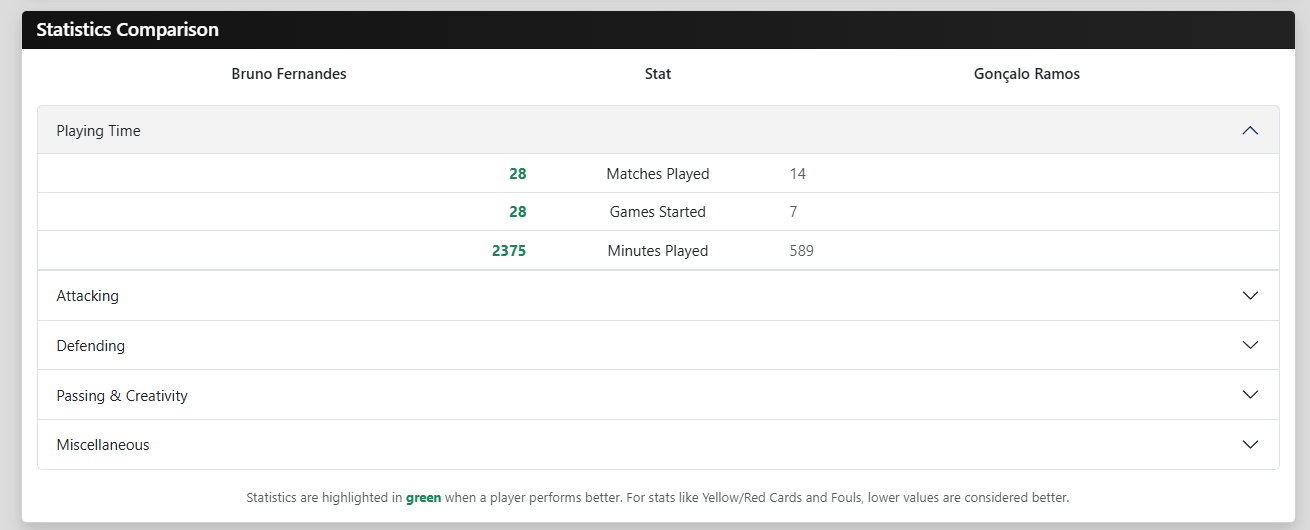 Statistics Comparison
Bruno Fernandes Stat Gonçalo Ramos
Playing Time
28 Matches Played 14
28 Games Started 7
2375 Minutes Played 589
Attacking
Defending
Passing & Creativity
Miscellaneous
Statistics are highlighted in green when a player performs better. For stats like Yellow/Red Cards and Fouls, lower values are considered better.